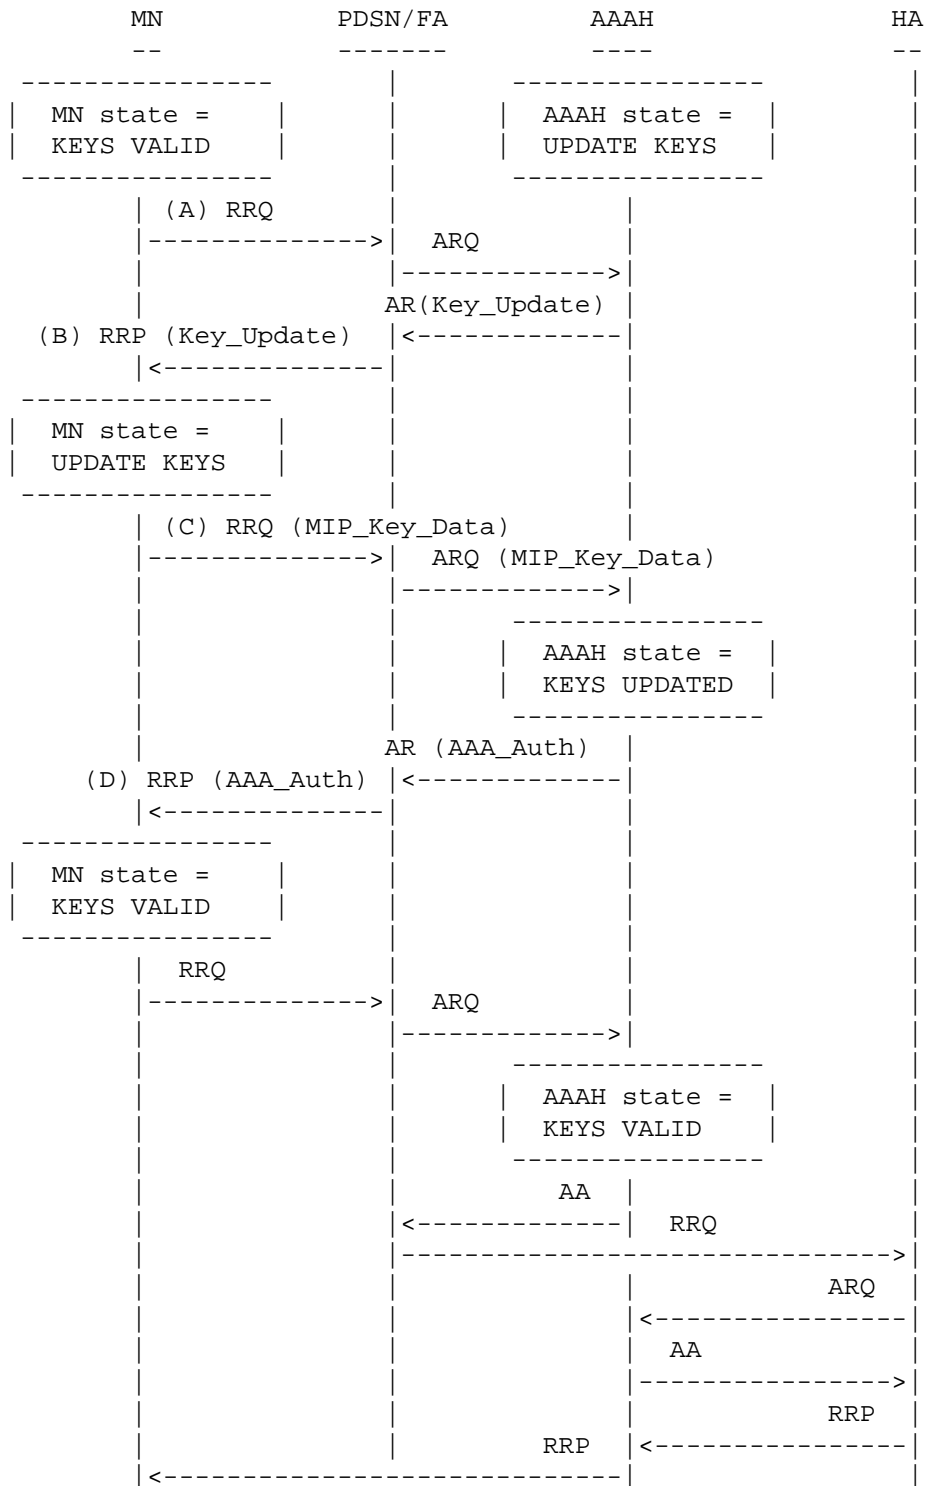 MN PDSN/FA AAAH HA
-- ------- ---- --
---------------- | ---------------- |
| MN state = | | | AAAH state = | |
| KEYS VALID | | | UPDATE KEYS | |
---------------- | ---------------- |
| (A) RRQ | | |
|-------------->| ARQ | |
| |------------->| |
| AR(Key_Update) | |
(B) RRP (Key_Update) |<-------------| |
|<--------------| | |
---------------- | | |
| MN state = | | | |
| UPDATE KEYS | | | |
---------------- | | |
| (C) RRQ (MIP_Key_Data) | |
|-------------->| ARQ (MIP_Key_Data) |
| |------------->| |
| | ---------------- |
| | | AAAH state = | |
| | | KEYS UPDATED | |
| | ---------------- |
| AR (AAA_Auth) | |
(D) RRP (AAA_Auth) |<-------------| |
|<--------------| | |
---------------- | | |
| MN state = | | | |
| KEYS VALID | | | |
---------------- | | |
| RRQ | | |
|-------------->| ARQ | |
| |------------->| |
| | ---------------- |
| | | AAAH state = | |
| | | KEYS VALID | |
| | ---------------- |
| | AA | |
| |<-------------| RRQ |
| |------------------------------->|
| | | ARQ |
| | |<----------------|
| | | AA |
| | |---------------->|
| | | RRP |
| | RRP |<----------------|
|<-----------------------------| |